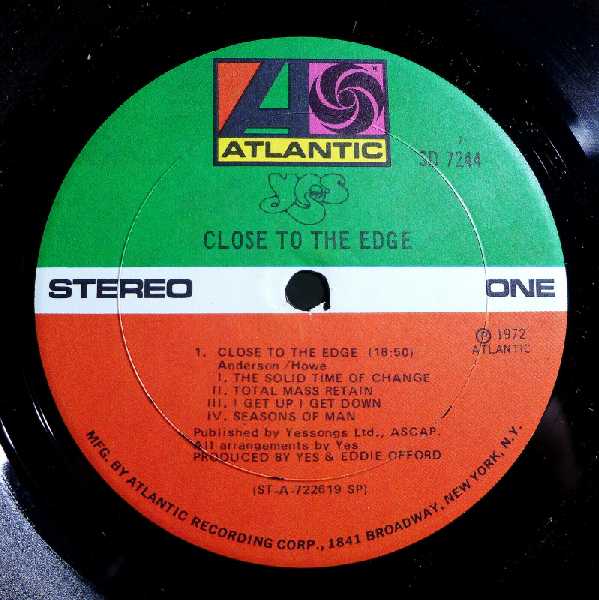 ATLANTIC
SD 7244
yes
CLOSE TO THE EDGE
STEREO ONE
℗ 1972
ATLANTIC
1. CLOSE TO THE EDGE (18:50)
Anderson/Howe
I. THE SOLID TIME OF CHANGE
II. TOTAL MASS RETAIN
III. I GET UP I GET DOWN
IV. SEASONS OF MAN
Published by Yessongs Ltd., ASCAP.
All arrangements by Yes
PRODUCED BY YES & EDDIE OFFORD
(ST-A-722619 SP)
MFG. BY ATLANTIC RECORDING CORP., 1841 BROADWAY, NEW YORK, N.Y.